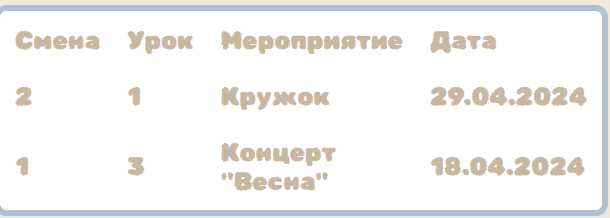 Смена Урок Мероприятие Дата
2 1 Кружок 29.04.2024
1 3 Концерт "Весна" 18.04.2024